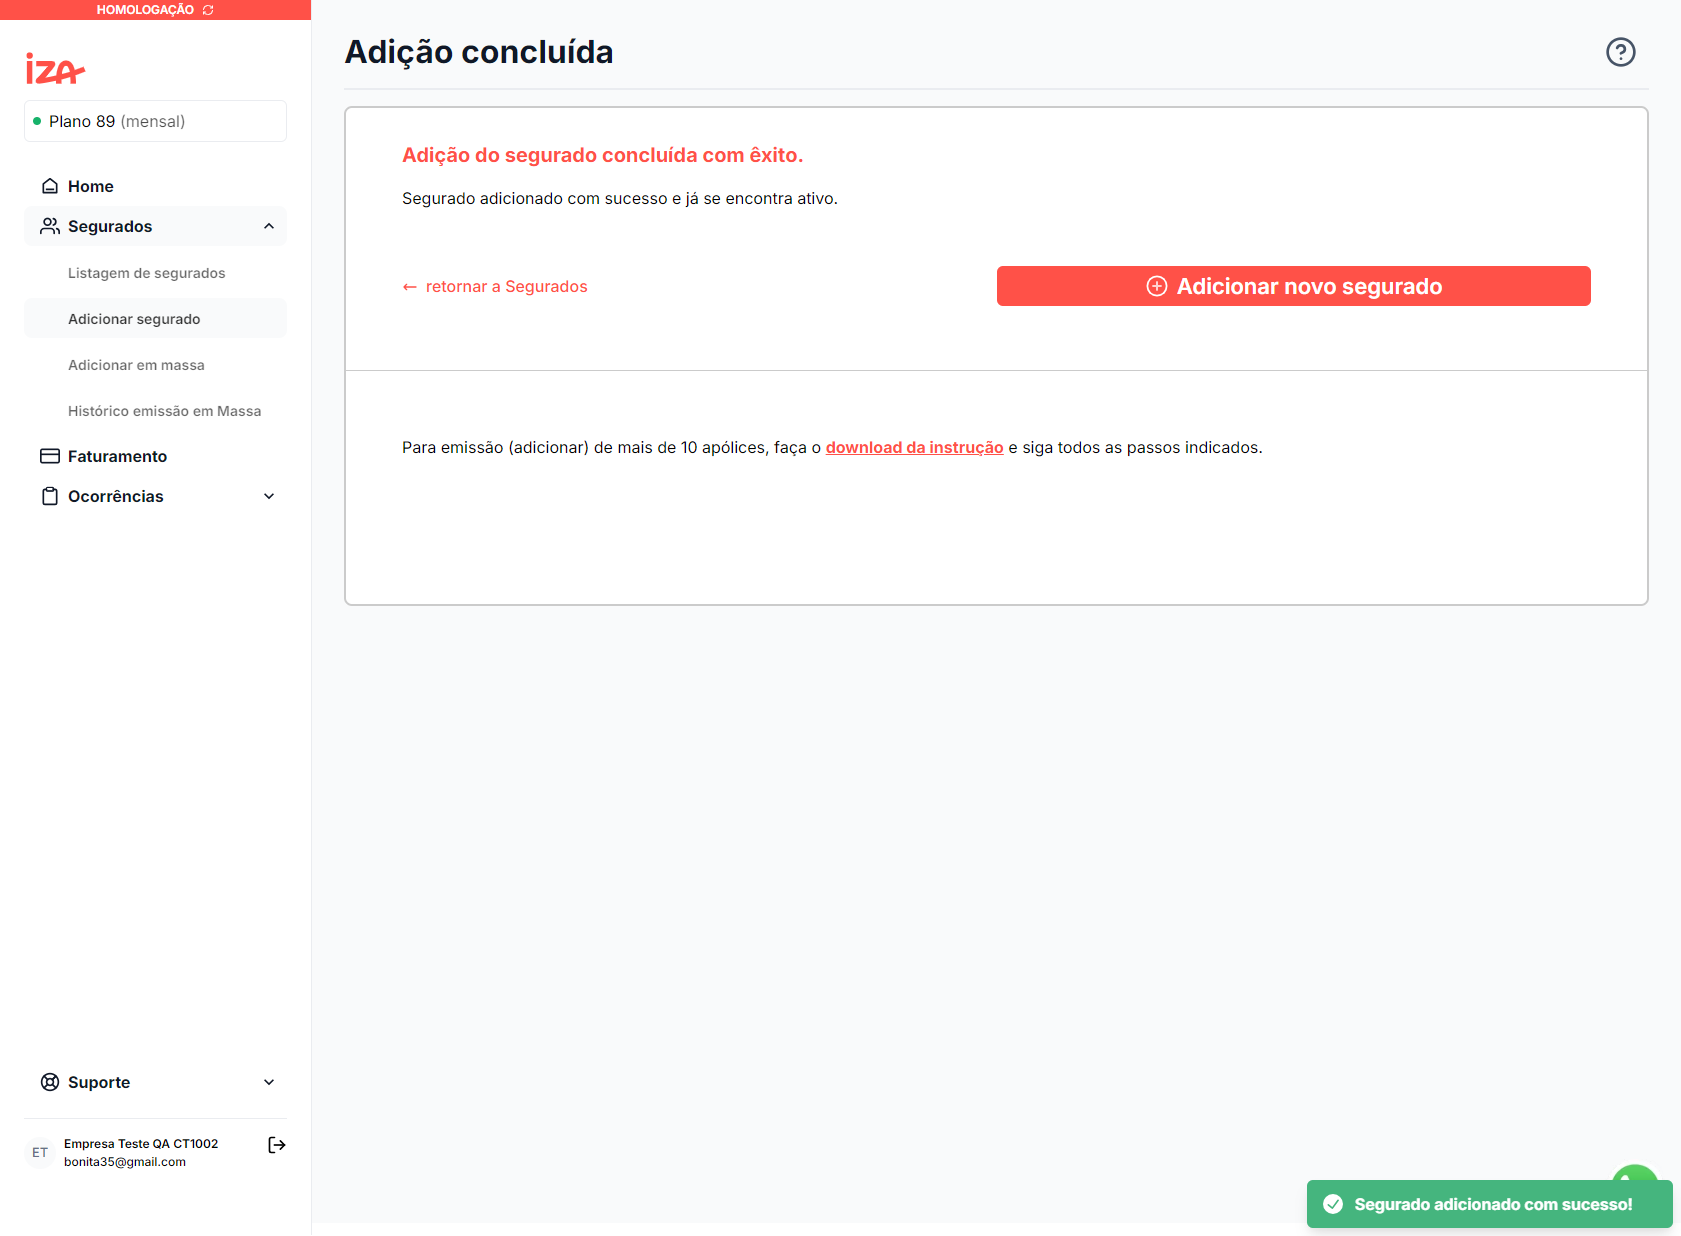 HOMOLOGAÇÃO
iza
Plano 89 (mensal)
Home
Segurados
Listagem de segurados
Adicionar segurado
Adicionar em massa
Histórico emissão em Massa
Faturamento
Ocorrências
Suporte
ET
Empresa Teste QA CT1002
bonita35@gmail.com
Adição concluída
Adição do segurado concluída com êxito.
Segurado adicionado com sucesso e já se encontra ativo.
← retornar a Segurados
Adicionar novo segurado
Para emissão (adicionar) de mais de 10 apólices, faça o download da instrução e siga todos as passos indicados.
Segurado adicionado com sucesso!